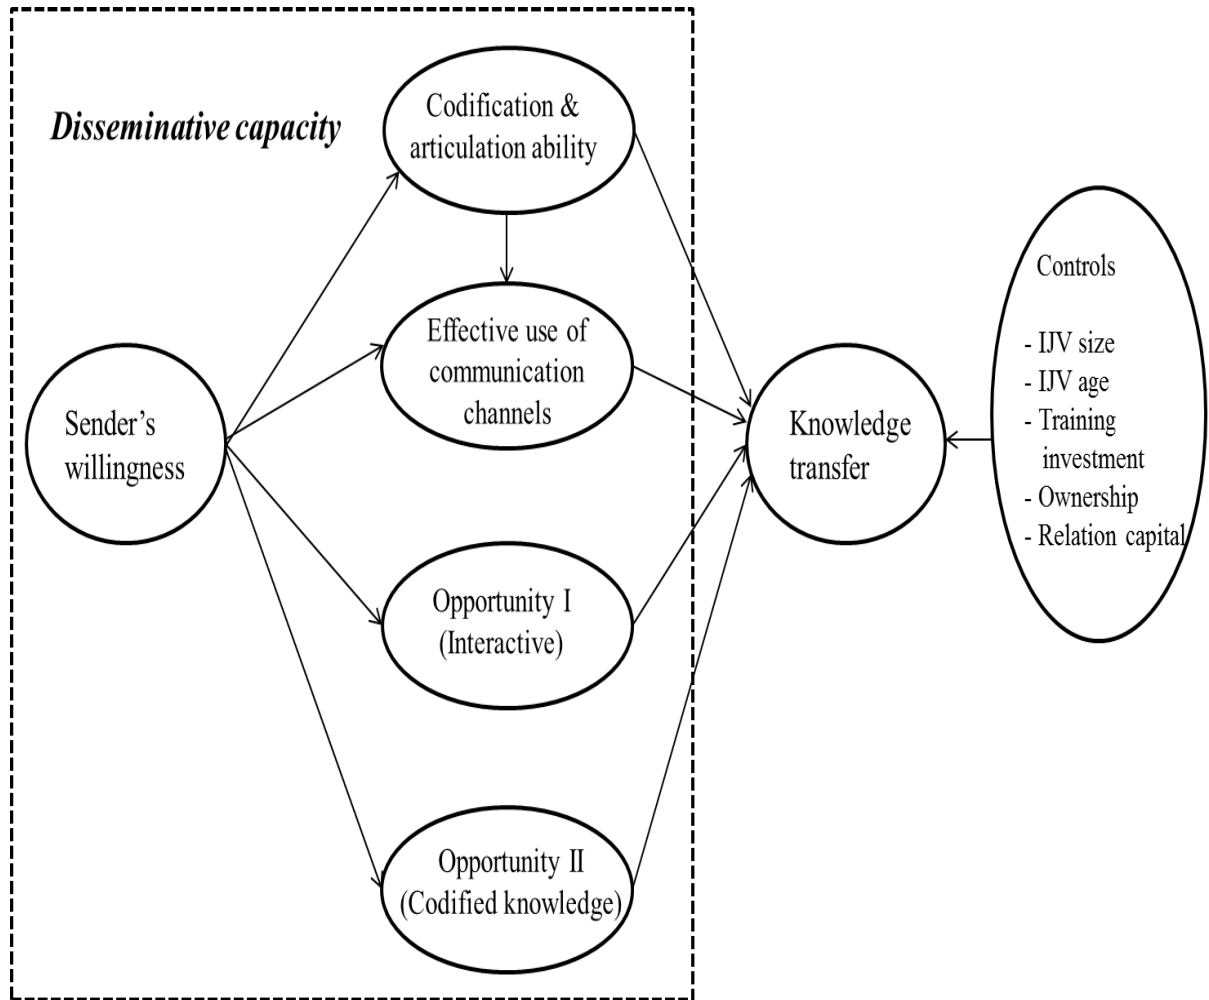 Disseminative capacity
Codification &
articulation ability
Effective use of
communication
channels
Sender’s
willingness
Opportunity I
(Interactive)
Opportunity II
(Codified knowledge)
Knowledge
transfer
Controls
- IJV size
- IJV age
- Training
investment
- Ownership
- Relation capital